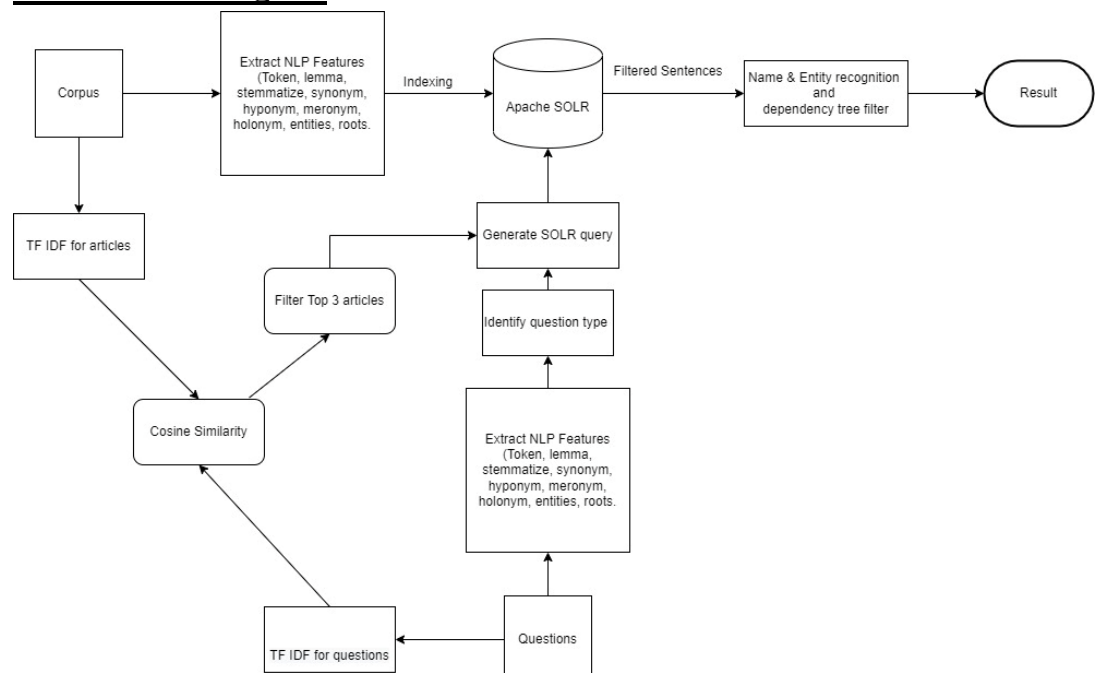 Corpus
Extract NLP Features
(Token, lemma,
stemmatize, synonym,
hyponym, meronym,
holonym, entities, roots.
Indexing
Apache SOLR
Filtered Sentences
Name & Entity recognition
and
dependency tree filter
Result
TF IDF for articles
Generate SOLR query
Filter Top 3 articles
Identify question type
Cosine Similarity
Extract NLP Features
(Token, lemma,
stemmatize, synonym,
hyponym, meronym,
holonym, entities, roots.
TF IDF for questions
Questions